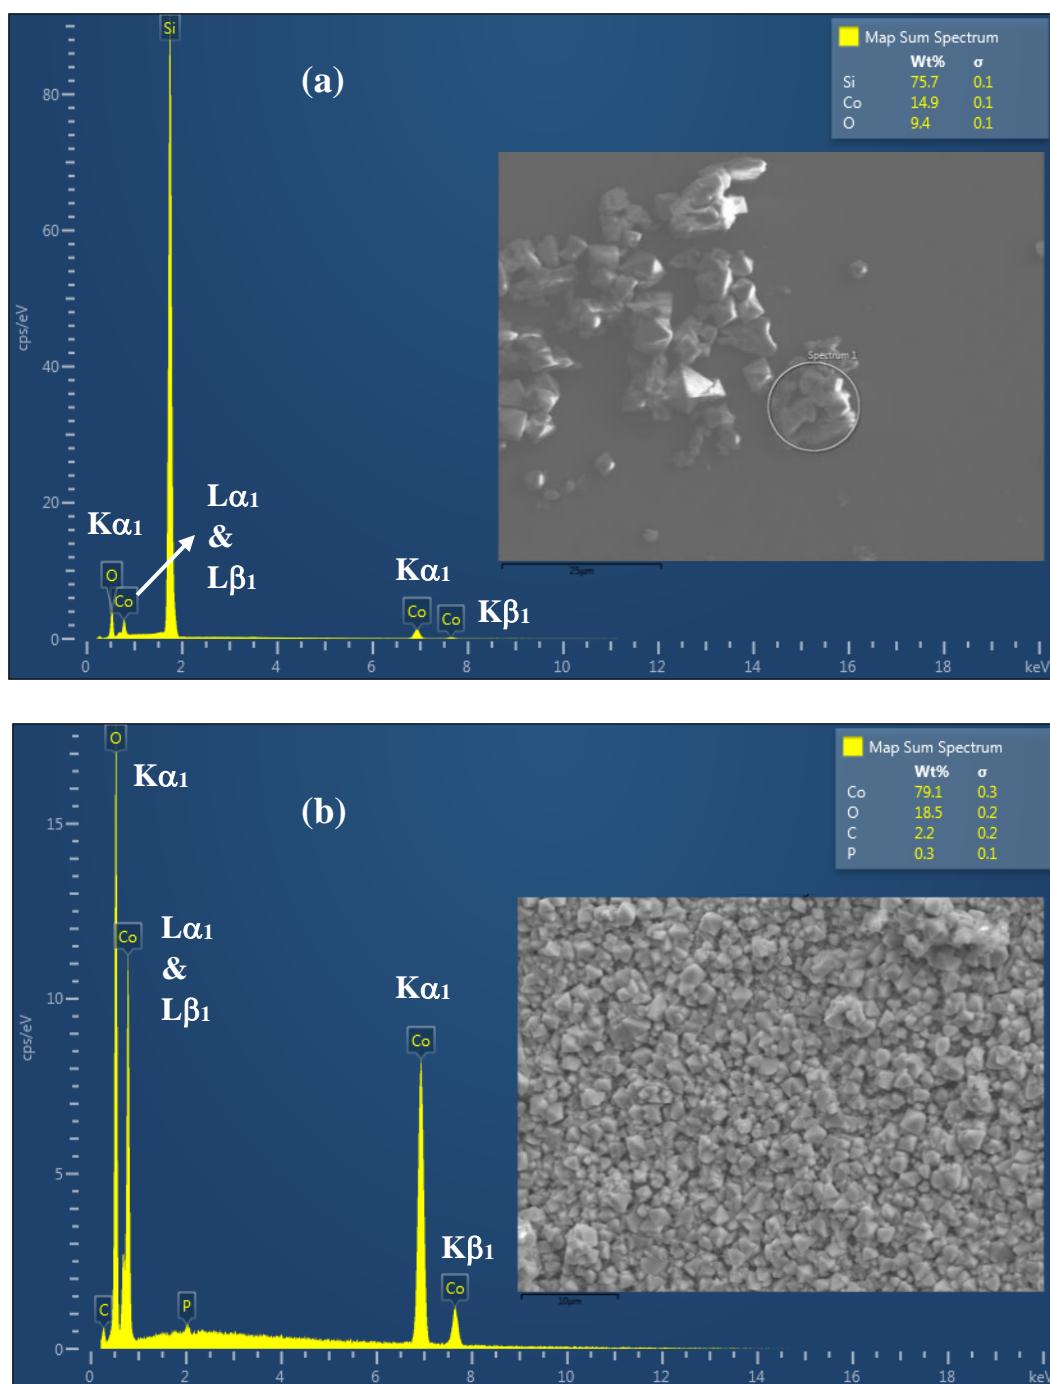 Si
(a)
Map Sum Spectrum
Wt% σ
Si 75.7 0.1
Co 14.9 0.1
O 9.4 0.1
80
60
cps/eV
40
Spectrum 1
20
Kα1
Lα1
&
Lβ1
O
Co
Kα1
Co
Co
Kβ1
25µm
0
0 2 4 6 8 10 12 14 16 18 keV
O
Kα1
(b)
Map Sum Spectrum
Wt% σ
Co 79.1 0.3
O 18.5 0.2
C 2.2 0.2
P 0.3 0.1
15
Co
Lα1
&
Lβ1
Kα1
10
cps/eV
Co
5
Kβ1
Co
C
P
10µm
0
0 2 4 6 8 10 12 14 16 18 keV